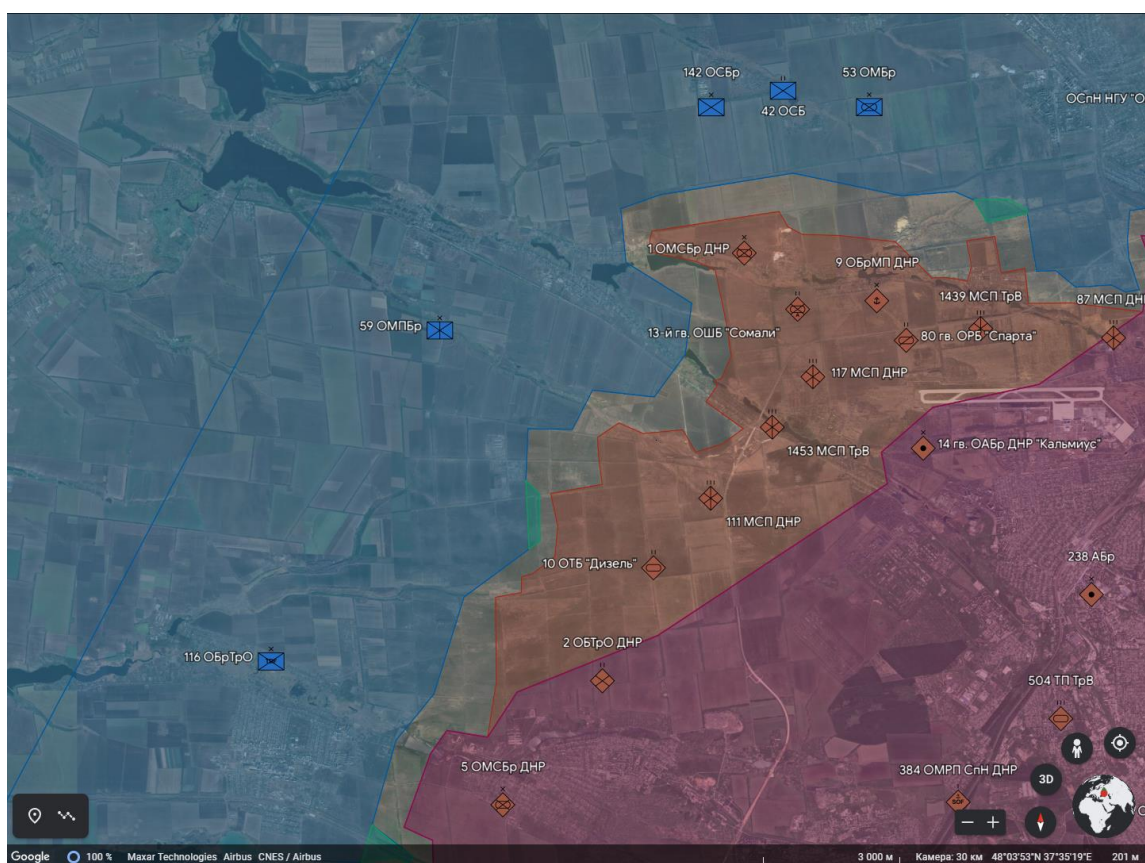 142 ОСБр
53 ОМБр
42 ОСБ
ОСпН НГУ "О
1 ОМСБр ДНР
9 ОБрМП ДНР
1439 МСП ТрВ
87 МСП ДН
59 ОМПБр
13-й гв. ОШБ "Сомали"
80 гв. ОРБ "Спарта"
117 МСП ДНР
1453 МСП ТрВ
14 гв. ОАБр ДНР "Кальмиус"
111 МСП ДНР
10 ОТБ "Дизель"
238 АБр
2 ОБТрО ДНР
116 ОБрТрО
504 ТП ТрВ
5 ОМСБр ДНР
384 ОМРП СпН ДНР
SOF
3D
Google 100 % Maxar Technologies Airbus CNES / Airbus 3 000 м Камера: 30 км 48°03'53"N 37°35'19"E 201 м